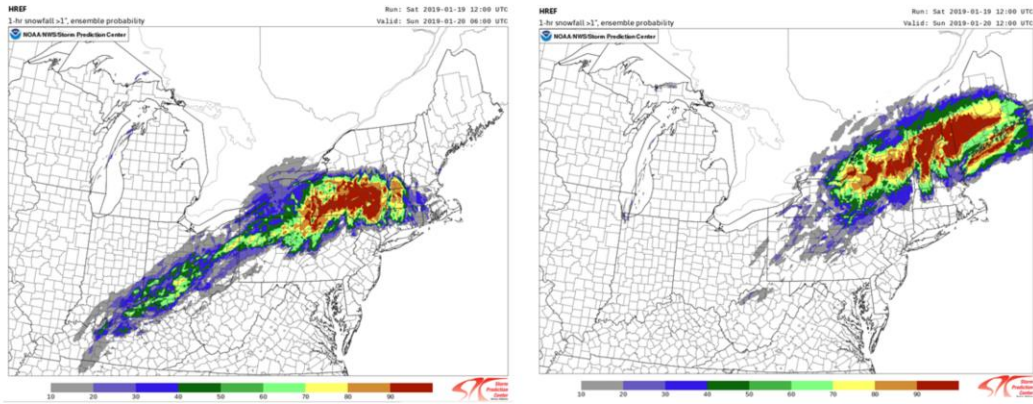 HREF
Run: Sat 2019-01-19 12:00 UTC
1-hr snowfall >1", ensemble probability
Valid: Sun 2019-01-20 06:00 UTC
NOAA/NWS/Storm Prediction Center
10 20 30 40 50 60 70 80 90
Storm
Prediction
Center
HREF
Run: Sat 2019-01-19 12:00 UTC
1-hr snowfall >1", ensemble probability
Valid: Sun 2019-01-20 12:00 UTC
NOAA/NWS/Storm Prediction Center
10 20 30 40 50 60 70 80 90
Storm
Prediction
Center